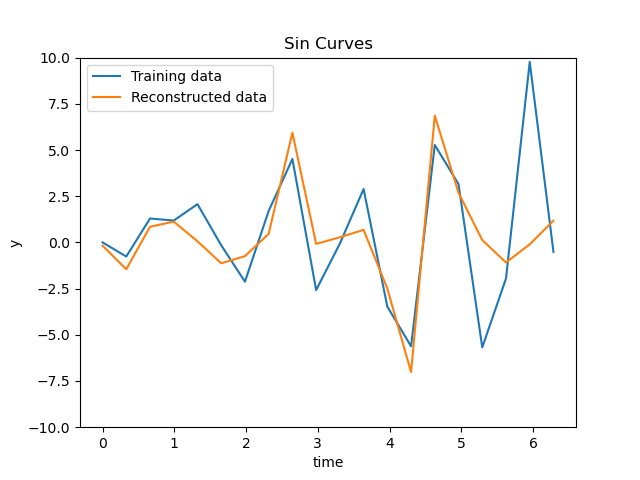 Sin Curves
Training data
Reconstructed data
10.0
7.5
5.0
2.5
0.0
−2.5
−5.0
−7.5
−10.0
y
0 1 2 3 4 5 6
time